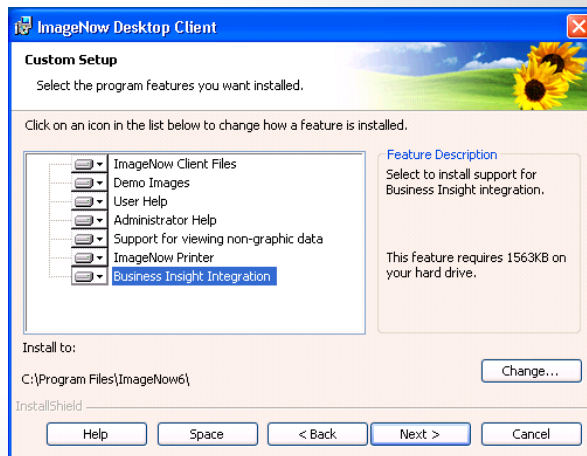 ImageNow Desktop Client
Custom Setup
Select the program features you want installed.
Click on an icon in the list below to change how a feature is installed.
ImageNow Client Files
Demo Images
User Help
Administrator Help
Support for viewing non-graphic data
ImageNow Printer
Business Insight Integration
Feature Description
Select to install support for
Business Insight integration.
This feature requires 1563KB on
your hard drive.
Install to:
C:\Program Files\ImageNow6\
Change...
InstallShield
Help
Space
< Back
Next >
Cancel